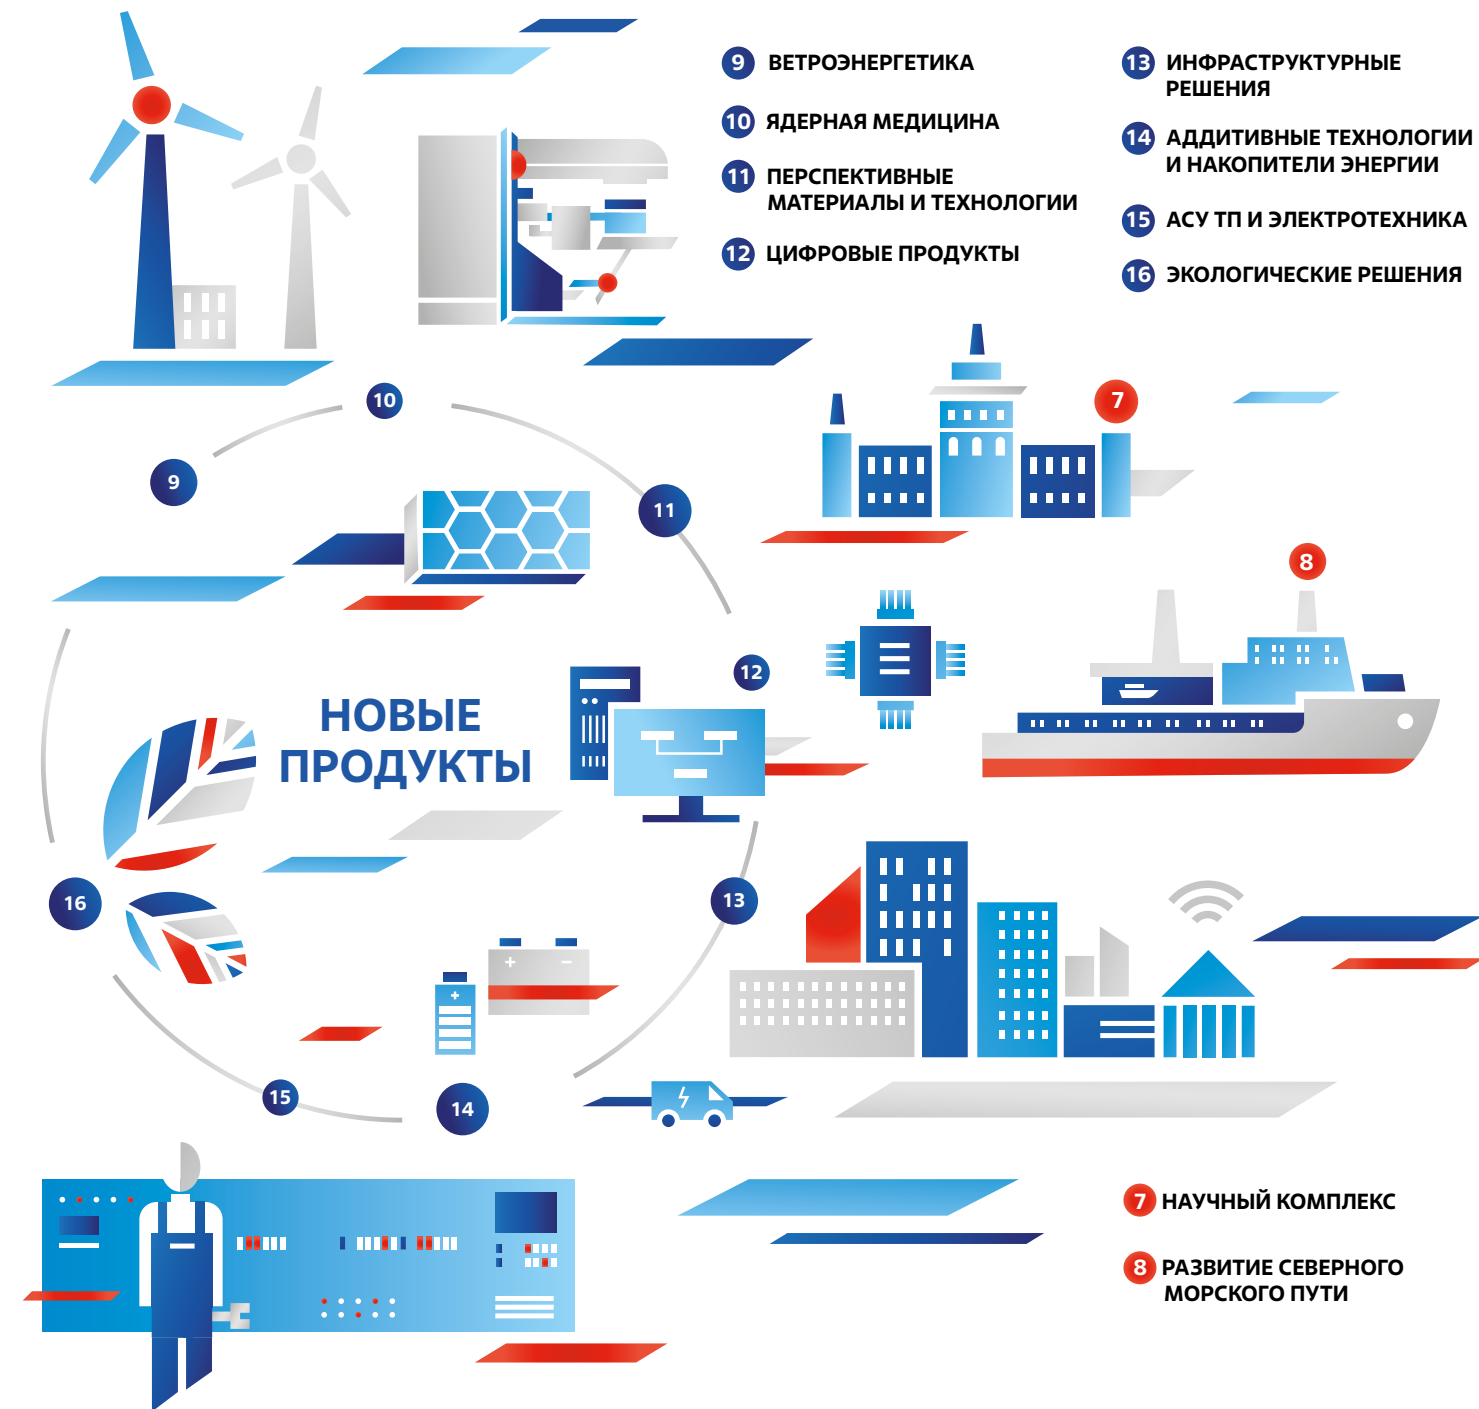 9 ВЕТРОЭНЕРГЕТИКА
10 ЯДЕРНАЯ МЕДИЦИНА
11 ПЕРСПЕКТИВНЫЕ
МАТЕРИАЛЫ И ТЕХНОЛОГИИ
12 ЦИФРОВЫЕ ПРОДУКТЫ
13 ИНФРАСТРУКТУРНЫЕ
РЕШЕНИЯ
14 АДДИТИВНЫЕ ТЕХНОЛОГИИ
И НАКОПИТЕЛИ ЭНЕРГИИ
15 АСУ ТП И ЭЛЕКТРОТЕХНИКА
16 ЭКОЛОГИЧЕСКИЕ РЕШЕНИЯ
10
7
9
11
8
12
НОВЫЕ
ПРОДУКТЫ
16
13
+ −
+
15
14
7 НАУЧНЫЙ КОМПЛЕКС
8 РАЗВИТИЕ СЕВЕРНОГО
МОРСКОГО ПУТИ